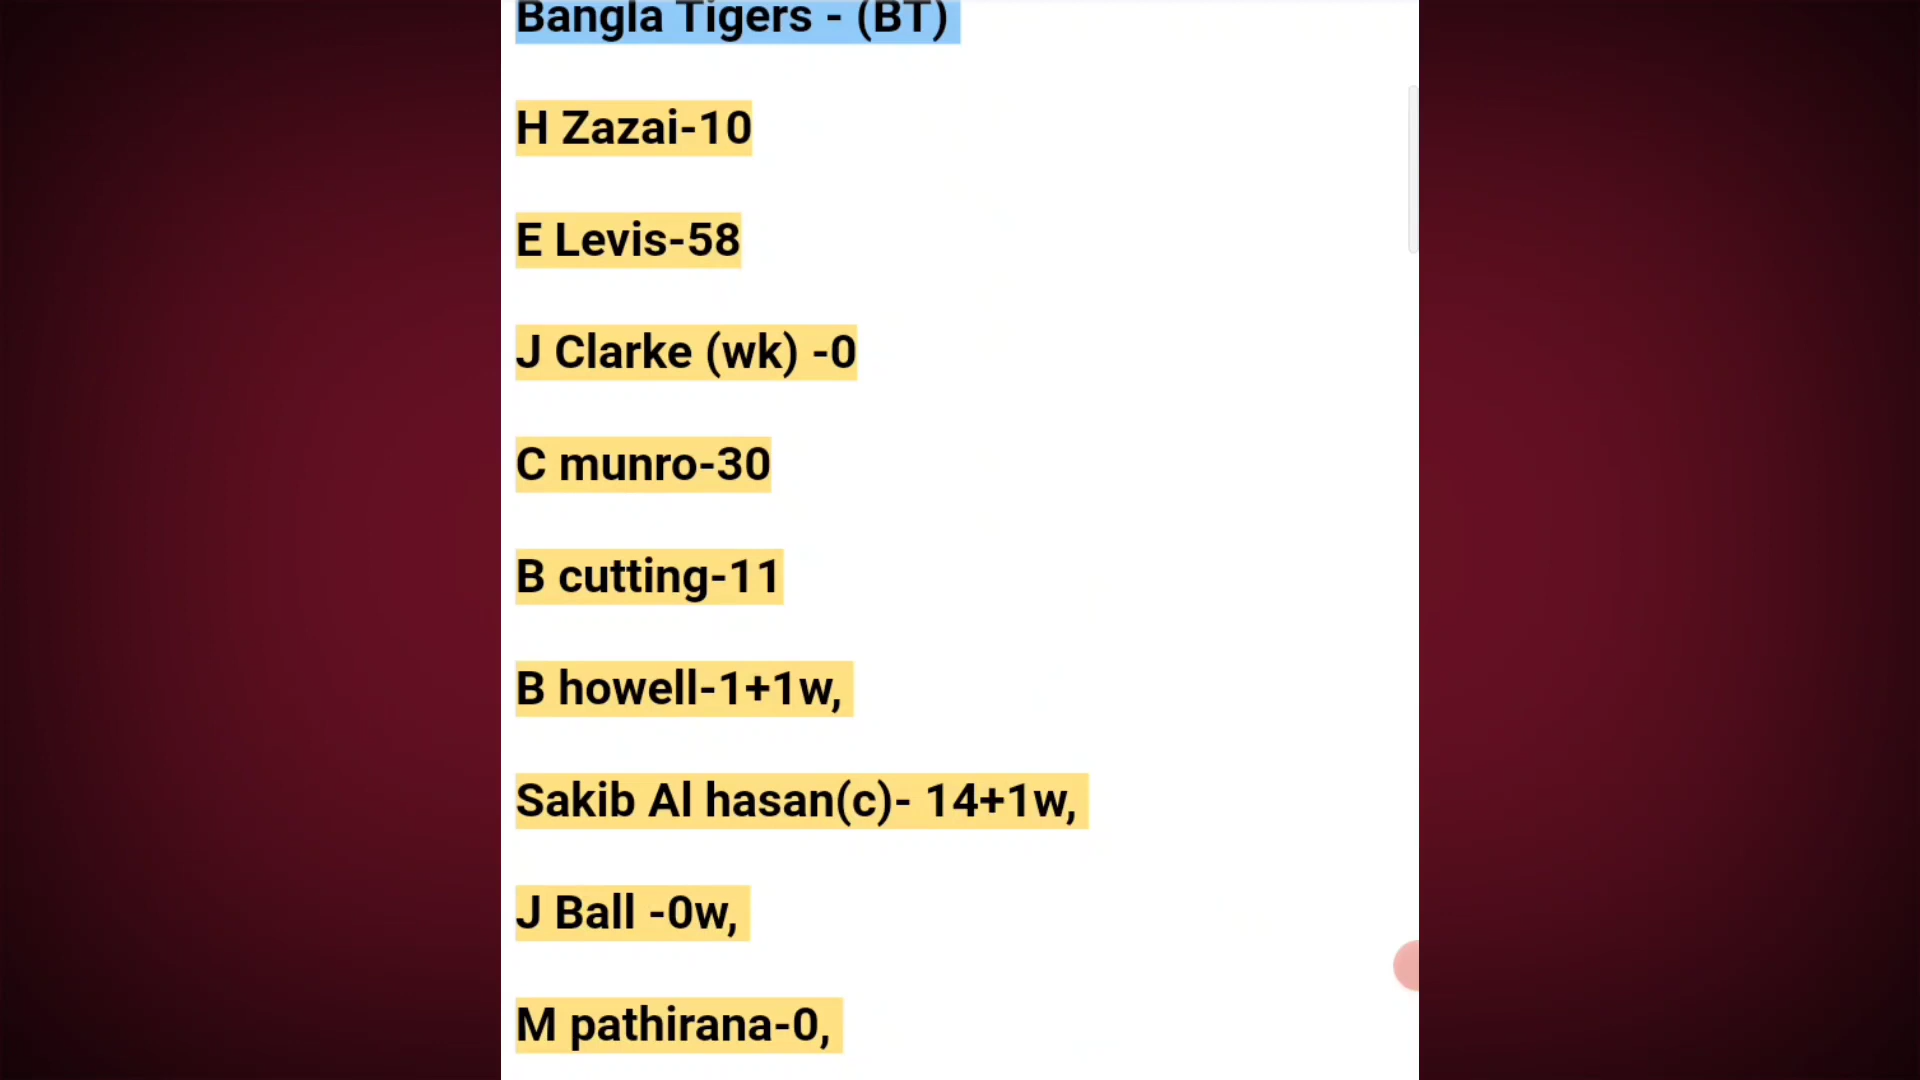 Bangla Tigers - (BT)
H Zazai-10
E Levis-58
J Clarke (wk) -0
C munro-30
B cutting-11
B howell-1+1w,
Sakib Al hasan(c)- 14+1w,
J Ball -0w,
M pathirana-0,